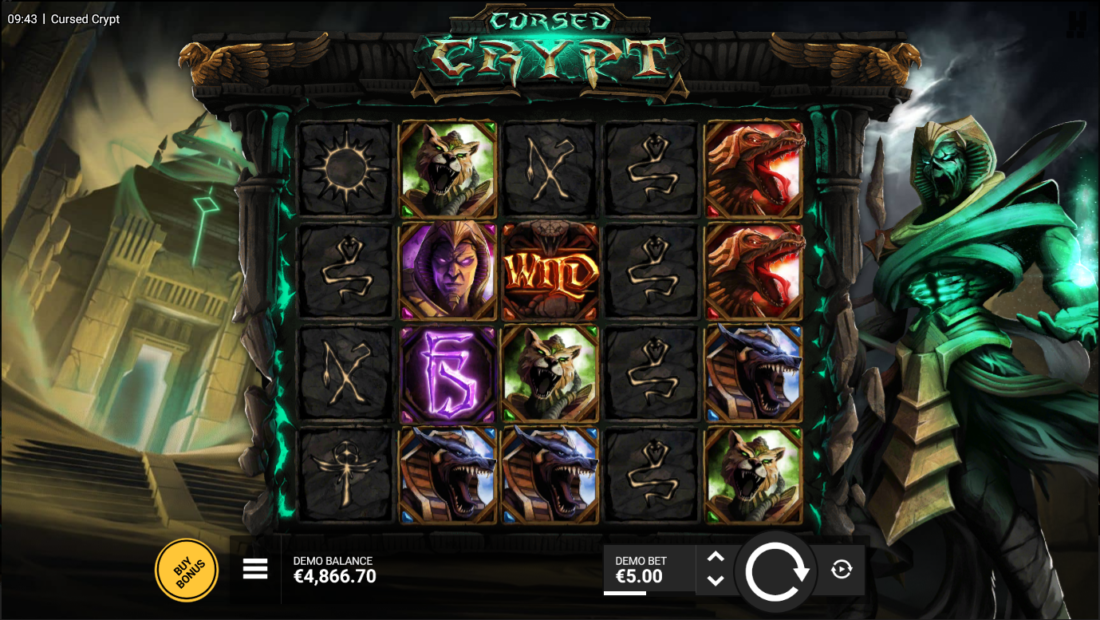 09:43 | Cursed Crypt
CURSED
CRYPT
WILD
BUY
BONUS
DEMO BALANCE
€4,866.70
DEMO BET
€5.00